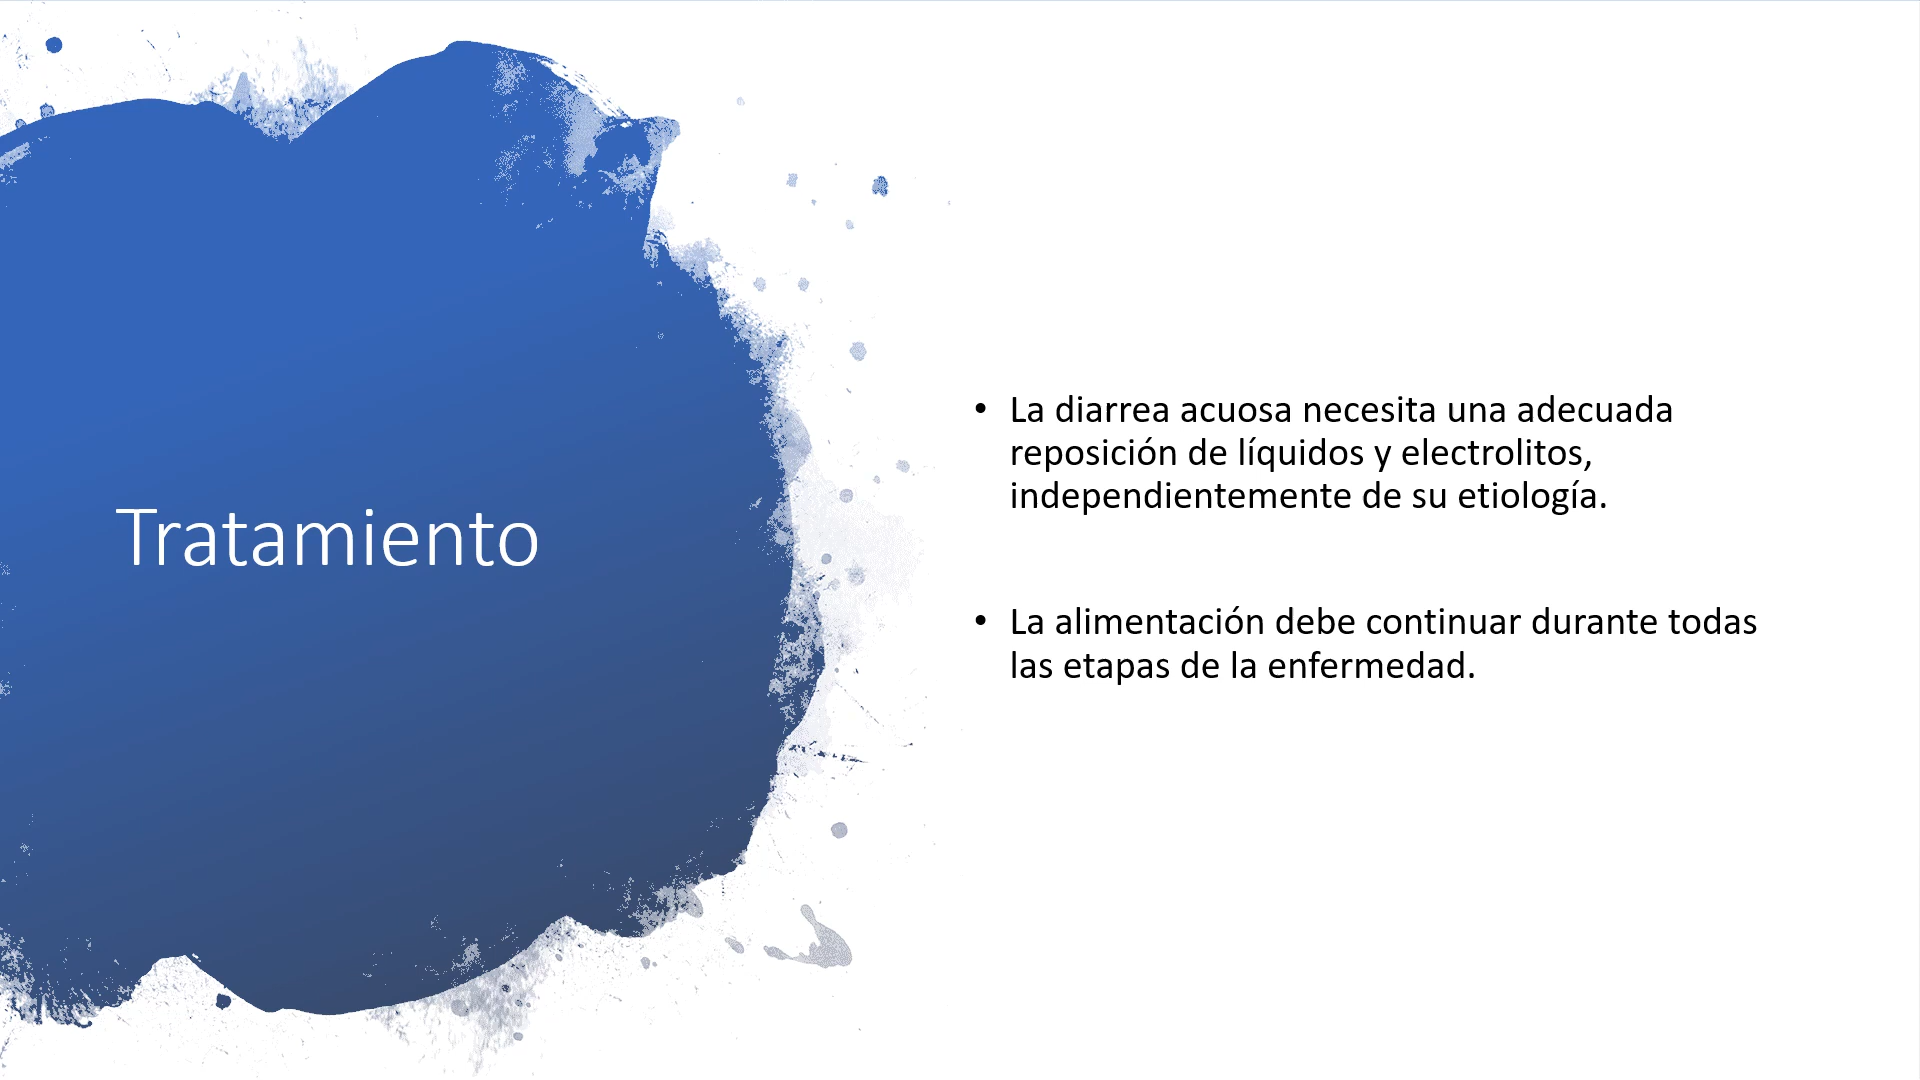 Tratamiento
• La diarrea acuosa necesita una adecuada
reposición de líquidos y electrolitos,
independientemente de su etiología.
• La alimentación debe continuar durante todas
las etapas de la enfermedad.